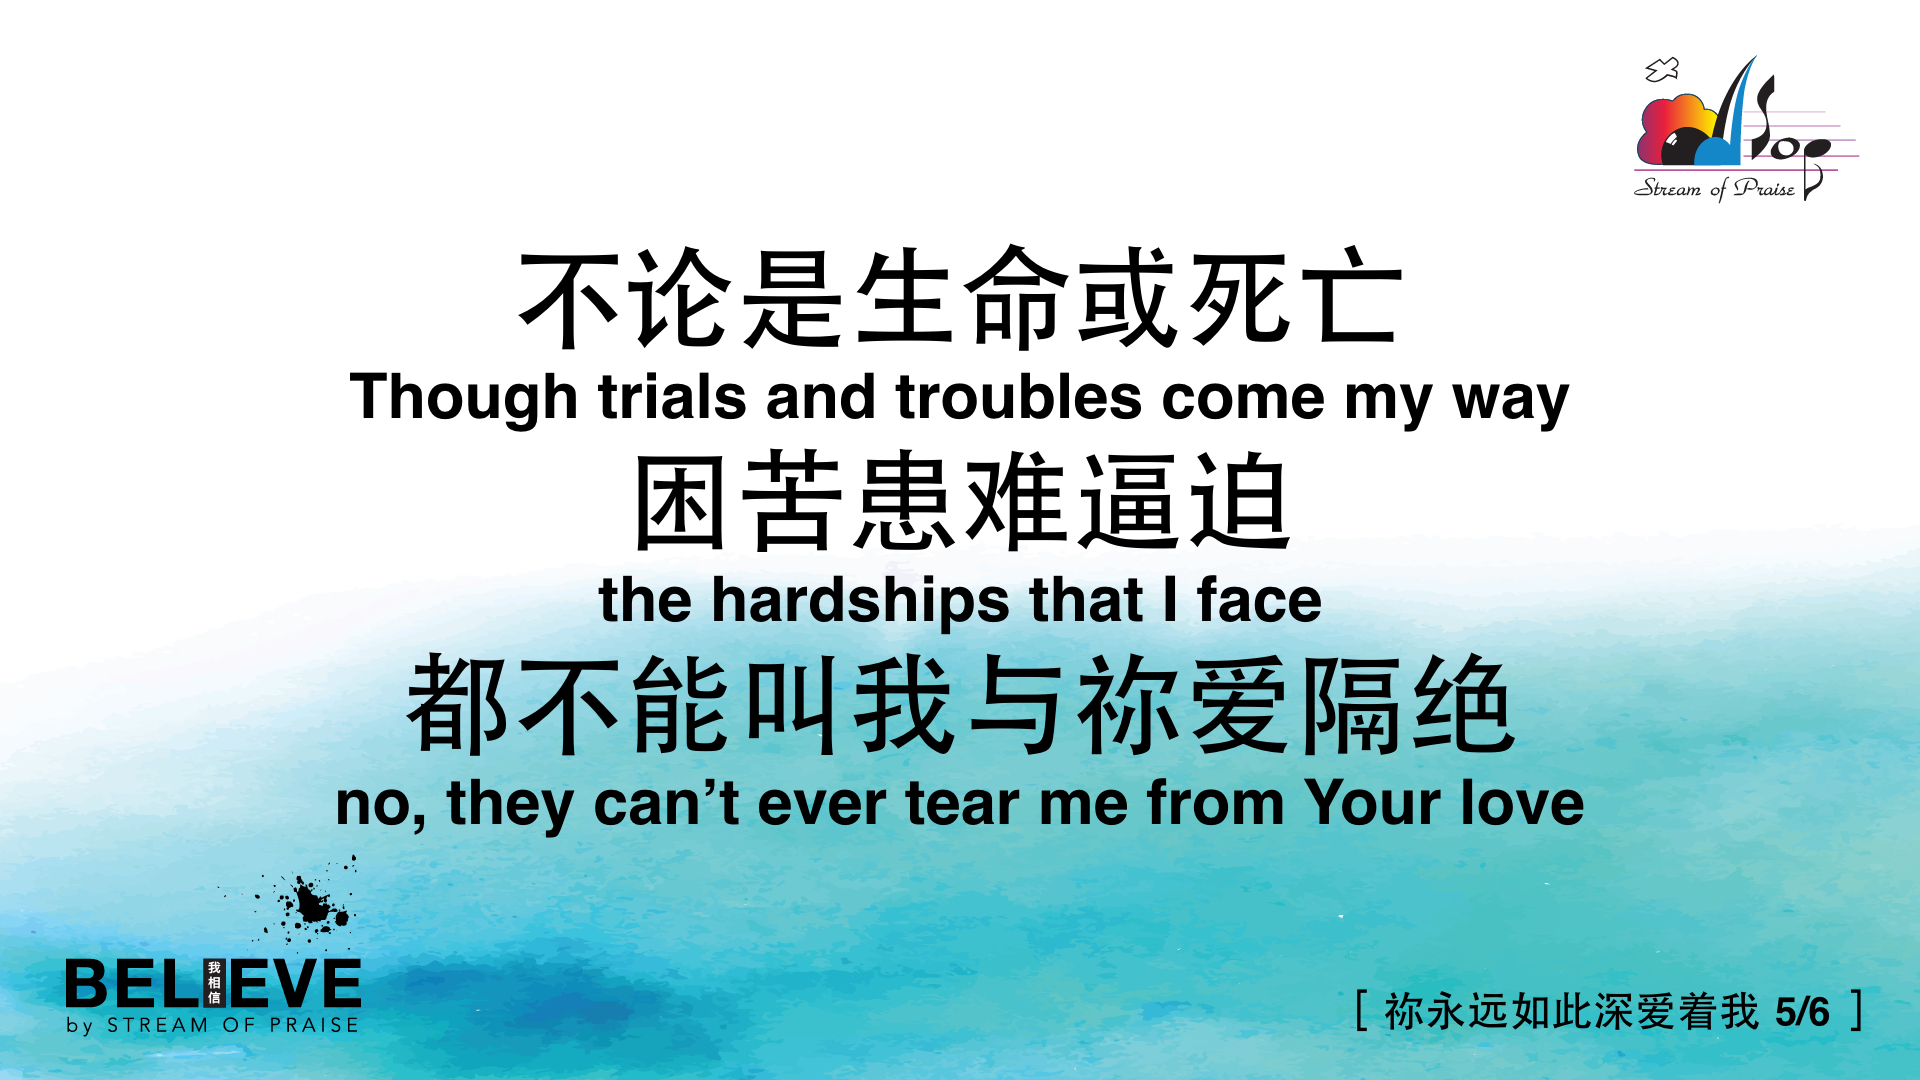 Sop
Stream of Praise
不论是生命或死亡
Though trials and troubles come my way
困苦患难逼迫
the hardships that I face
都不能叫我与祢爱隔绝
no, they can’t ever tear me from Your love
BELIEVE
我相信
by STREAM OF PRAISE
[ 祢永远如此深爱着我 5/6 ]